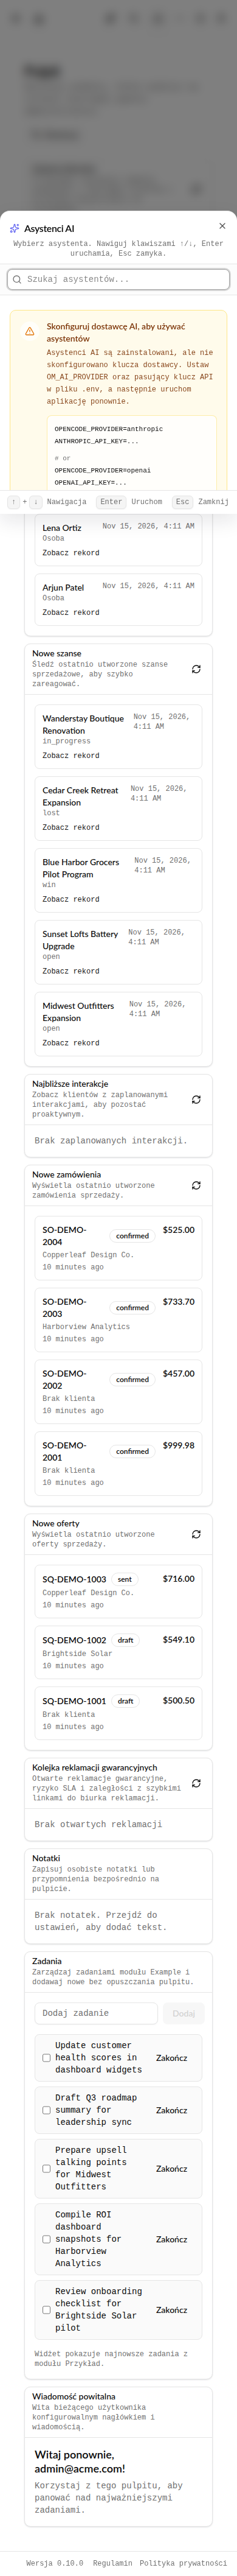 Asystenci AI
Wybierz asystenta. Nawiguj klawiszami ↑/↓, Enter
uruchamia, Esc zamyka.
Szukaj asystentów...
Skonfiguruj dostawcę AI, aby używać
asystentów
Asystenci AI są zainstalowani, ale nie
skonfigurowano klucza dostawcy. Ustaw
OM_AI_PROVIDER oraz pasujący klucz API
w pliku .env, a następnie uruchom
aplikację ponownie.
OPENCODE_PROVIDER=anthropic
ANTHROPIC_API_KEY=...
# or
OPENCODE_PROVIDER=openai
OPENAI_API_KEY=...
↑ + ↓ Nawigacja Enter Uruchom Esc Zamknij
Lena Ortiz Nov 15, 2026, 4:11 AM
Osoba
Zobacz rekord
Arjun Patel Nov 15, 2026, 4:11 AM
Osoba
Zobacz rekord
Nowe szanse
Śledź ostatnio utworzone szanse
sprzedażowe, aby szybko
zareagować.
Wanderstay Boutique Nov 15, 2026,
Renovation 4:11 AM
in_progress
Zobacz rekord
Cedar Creek Retreat Nov 15, 2026,
Expansion 4:11 AM
lost
Zobacz rekord
Blue Harbor Grocers Nov 15, 2026,
Pilot Program 4:11 AM
win
Zobacz rekord
Sunset Lofts Battery Nov 15, 2026,
Upgrade 4:11 AM
open
Zobacz rekord
Midwest Outfitters Nov 15, 2026,
Expansion 4:11 AM
open
Zobacz rekord
Najbliższe interakcje
Zobacz klientów z zaplanowanymi
interakcjami, aby pozostać
proaktywnym.
Brak zaplanowanych interakcji.
Nowe zamówienia
Wyświetla ostatnio utworzone
zamówienia sprzedaży.
SO-DEMO- confirmed $525.00
2004
Copperleaf Design Co.
10 minutes ago
SO-DEMO- confirmed $733.70
2003
Harborview Analytics
10 minutes ago
SO-DEMO- confirmed $457.00
2002
Brak klienta
10 minutes ago
SO-DEMO- confirmed $999.98
2001
Brak klienta
10 minutes ago
Nowe oferty
Wyświetla ostatnio utworzone
oferty sprzedaży.
SQ-DEMO-1003 sent $716.00
Copperleaf Design Co.
10 minutes ago
SQ-DEMO-1002 draft $549.10
Brightside Solar
10 minutes ago
SQ-DEMO-1001 draft $500.50
Brak klienta
10 minutes ago
Kolejka reklamacji gwarancyjnych
Otwarte reklamacje gwarancyjne,
ryzyko SLA i zaległości z szybkimi
linkami do biurka reklamacji.
Brak otwartych reklamacji
Notatki
Zapisuj osobiste notatki lub
przypomnienia bezpośrednio na
pulpicie.
Brak notatek. Przejdź do
ustawień, aby dodać tekst.
Zadania
Zarządzaj zadaniami modułu Example i
dodawaj nowe bez opuszczania pulpitu.
Dodaj zadanie Dodaj
Update customer
health scores in
dashboard widgets
Zakończ
Draft Q3 roadmap
summary for
leadership sync
Zakończ
Prepare upsell
talking points
for Midwest
Outfitters
Zakończ
Compile ROI
dashboard
snapshots for
Harborview
Analytics
Zakończ
Review onboarding
checklist for
Brightside Solar
pilot
Zakończ
Widżet pokazuje najnowsze zadania z
modułu Przykład.
Wiadomość powitalna
Wita bieżącego użytkownika
konfigurowalnym nagłówkiem i
wiadomością.
Witaj ponownie,
admin@acme.com!
Korzystaj z tego pulpitu, aby
panować nad najważniejszymi
zadaniami.
Wersja 0.10.0 Regulamin Polityka prywatności